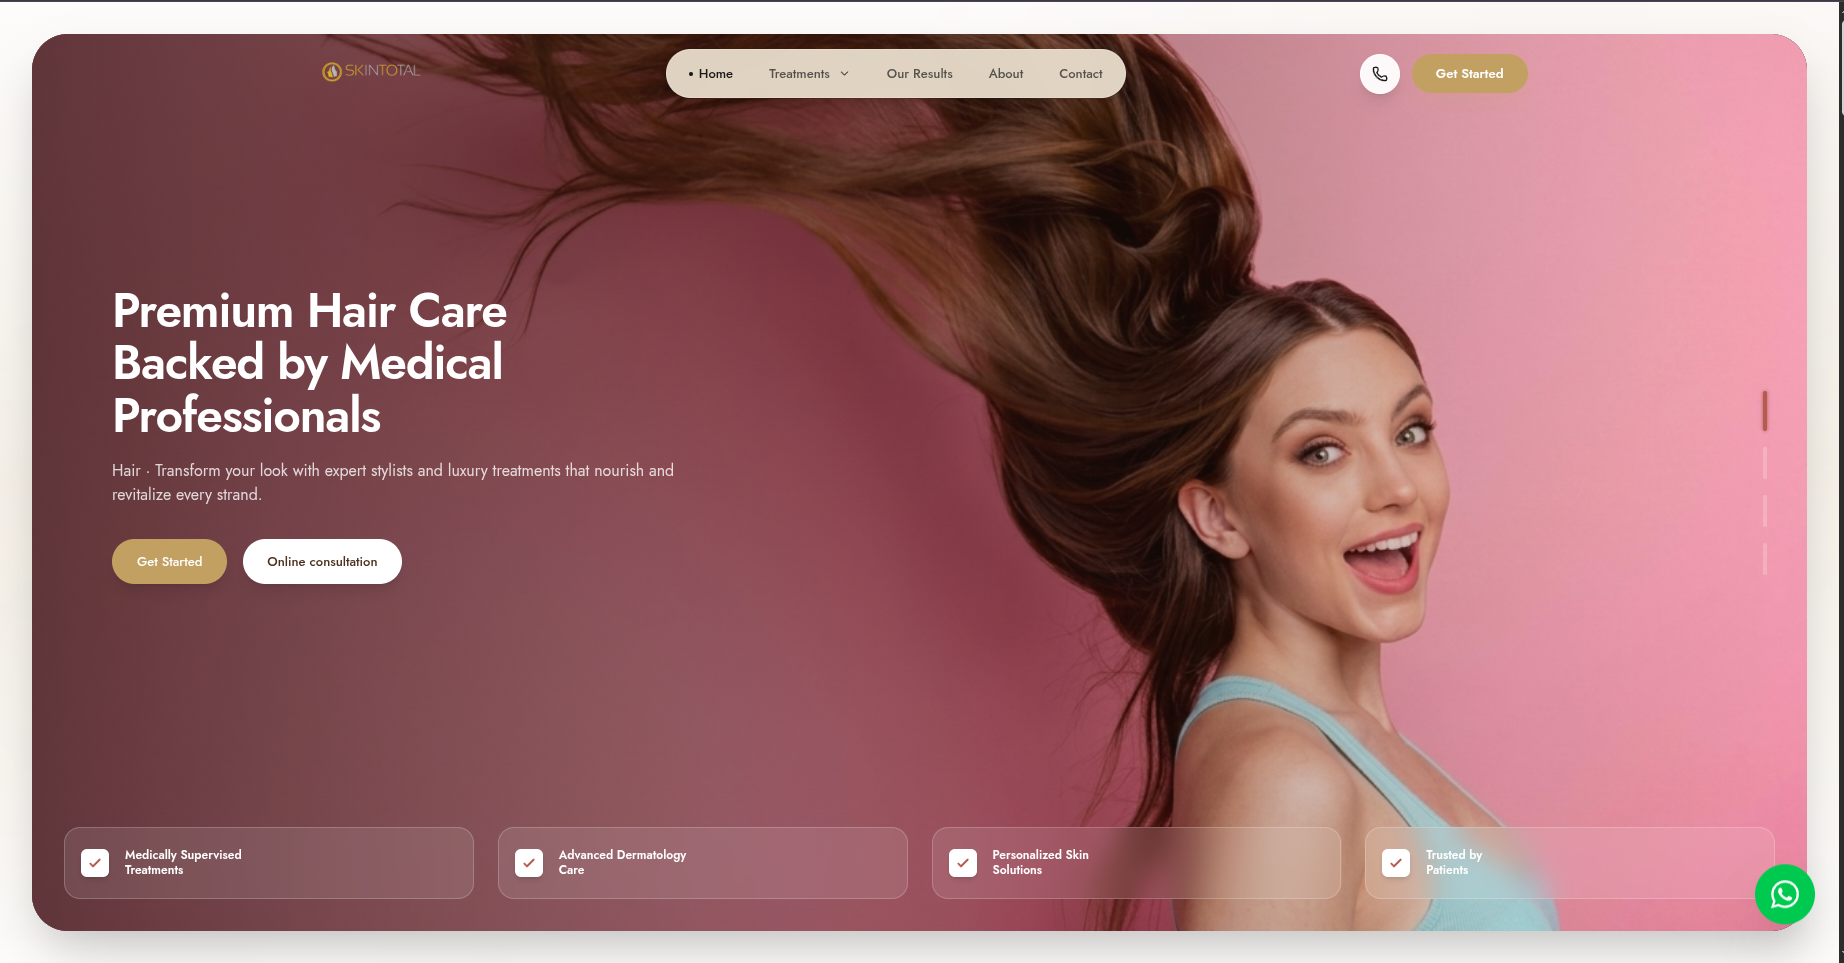 SKINTOTAL
Home
Treatments
Our Results
About
Contact
Get Started
Premium Hair Care
Backed by Medical
Professionals
Hair · Transform your look with expert stylists and luxury treatments that nourish and
revitalize every strand.
Get Started
Online consultation
Medically Supervised
Treatments
Advanced Dermatology
Care
Personalized Skin
Solutions
Trusted by
Patients